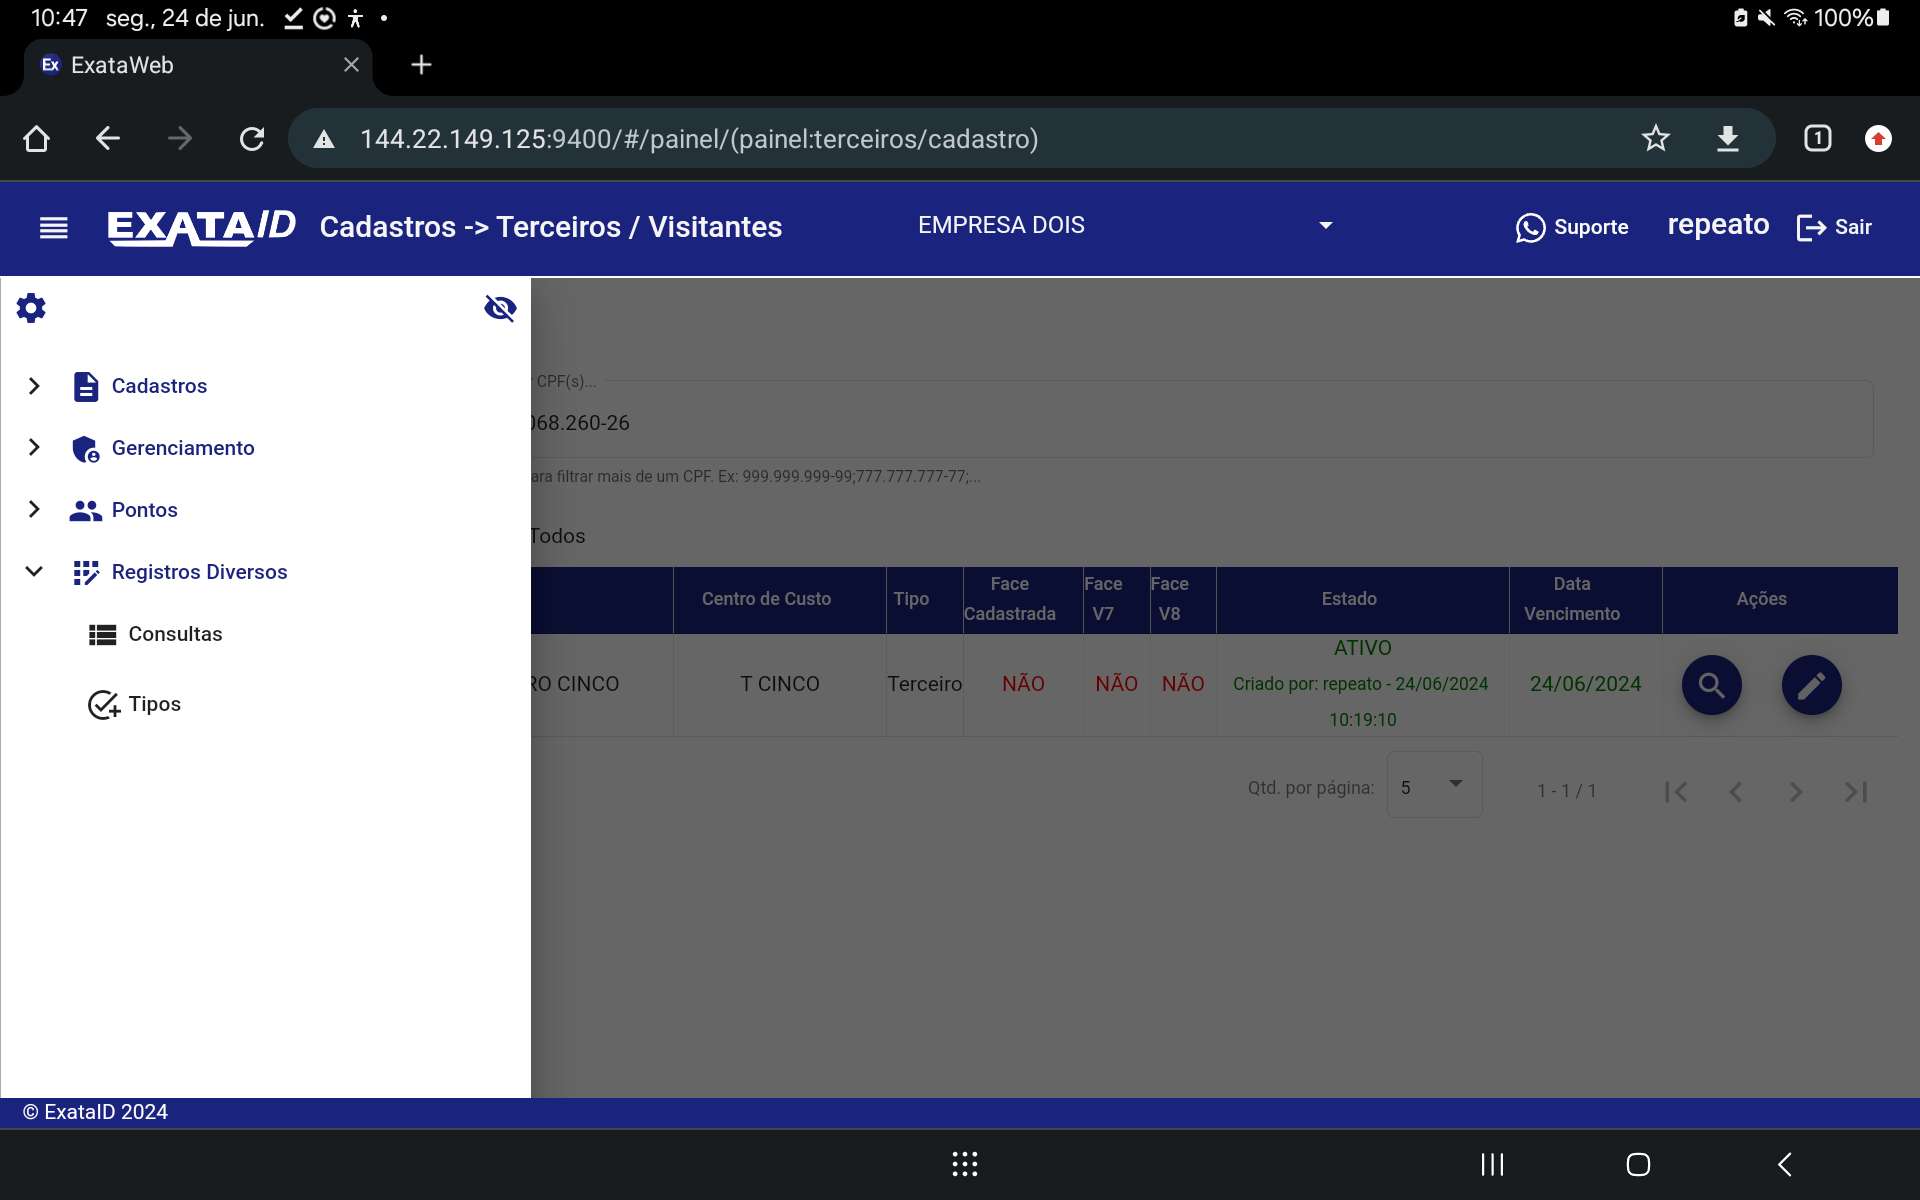 10:47 seg., 24 de jun. 100%
Ex ExataWeb
144.22.149.125:9400/#/painel/(painel:terceiros/cadastro) 1
EXATAID Cadastros -> Terceiros / Visitantes EMPRESA DOIS Suporte repeato Sair
Cadastros
Gerenciamento
Pontos
Registros Diversos
Consultas
Tipos
CPF(s)...
068.260-26
ara filtrar mais de um CPF. Ex: 999.999.999-99;777.777.777-77;...
Todos
Centro de Custo Tipo Face Cadastrada Face V7 Face V8 Estado Data Vencimento Ações
RO CINCO T CINCO Terceiro NÃO NÃO NÃO ATIVO
Criado por: repeato - 24/06/2024 24/06/2024
10:19:10
Qtd. por página: 5 1 - 1 / 1
© ExataID 2024